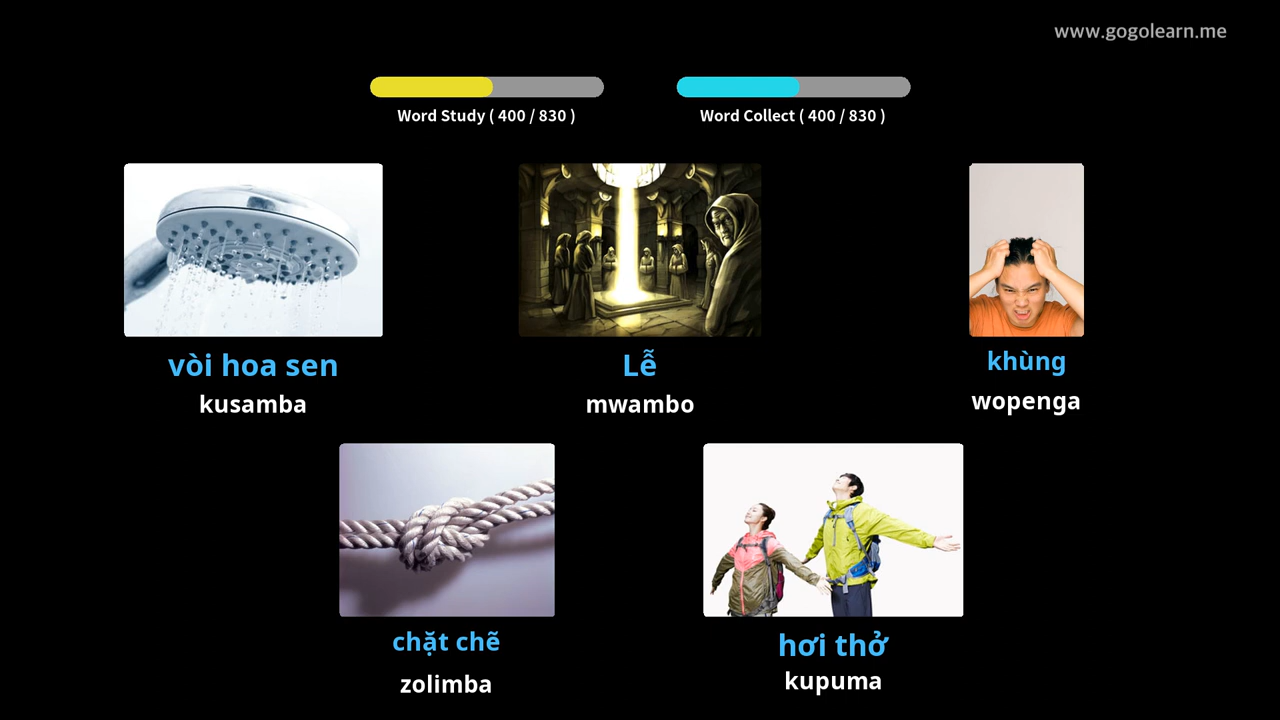 www.gogolearn.me
Word Study ( 400 / 830 )
Word Collect ( 400 / 830 )
vòi hoa sen
kusamba
Lễ
mwambo
khùng
wopenga
chặt chẽ
zolimba
hơi thở
kupuma